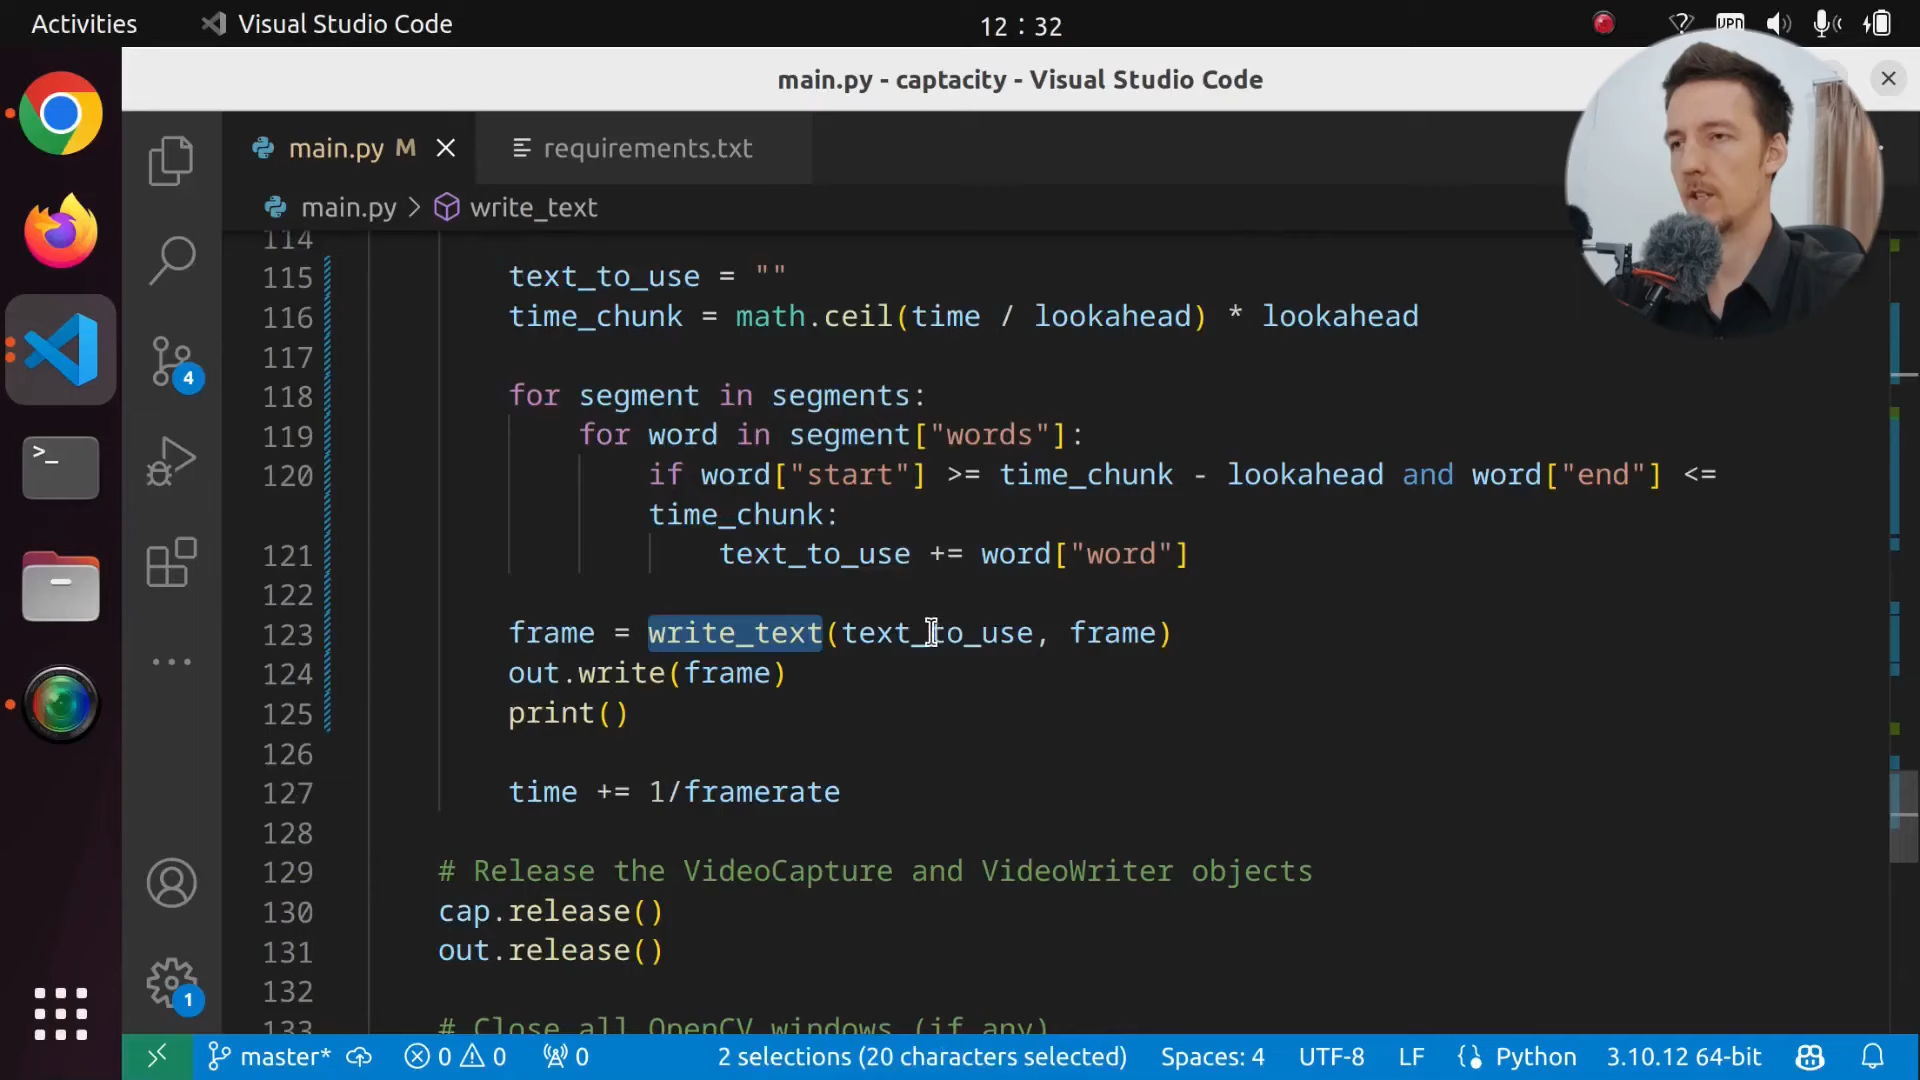 Activities
Visual Studio Code
12 : 32
VPN
main.py - captacity - Visual Studio Code
main.py M
requirements.txt
main.py > write_text
114
115 text_to_use = ""
116 time_chunk = math.ceil(time / lookahead) * lookahead
117
118 for segment in segments:
119 for word in segment["words"]:
120 if word["start"] >= time_chunk - lookahead and word["end"] <=
time_chunk:
121 text_to_use += word["word"]
122
123 frame = write_text(text_to_use, frame)
124 out.write(frame)
125 print()
126
127 time += 1/framerate
128
129 # Release the VideoCapture and VideoWriter objects
130 cap.release()
131 out.release()
132
133 # Close all OpenCV windows (if any)
4
1
master*
0
0
0
2 selections (20 characters selected)
Spaces: 4
UTF-8
LF
Python
3.10.12 64-bit